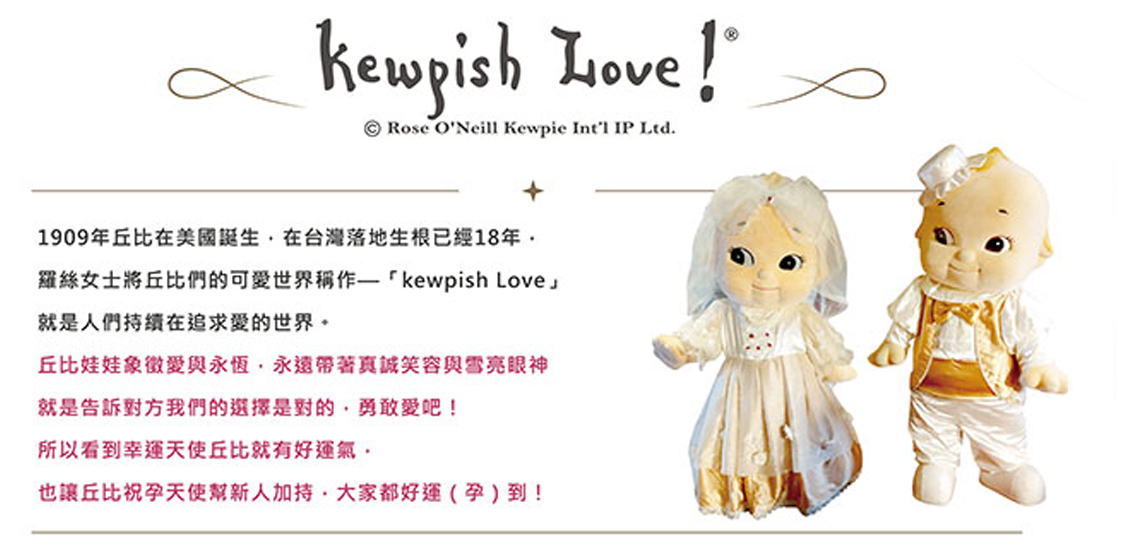 kewpish Love!®
© Rose O'Neill Kewpie Int'l IP Ltd.
1909年丘比在美國誕生，在台灣落地生根已經18年，
羅絲女士將丘比們的可愛世界稱作—「kewpish Love」
就是人們持續在追求愛的世界。
丘比娃娃象徵愛與永恆，永遠帶著真誠笑容與雪亮眼神
就是告訴對方我們的選擇是對的，勇敢愛吧！
所以看到幸運天使丘比就有好運氣，
也讓丘比祝孕天使幫新人加持，大家都好運（孕）到！